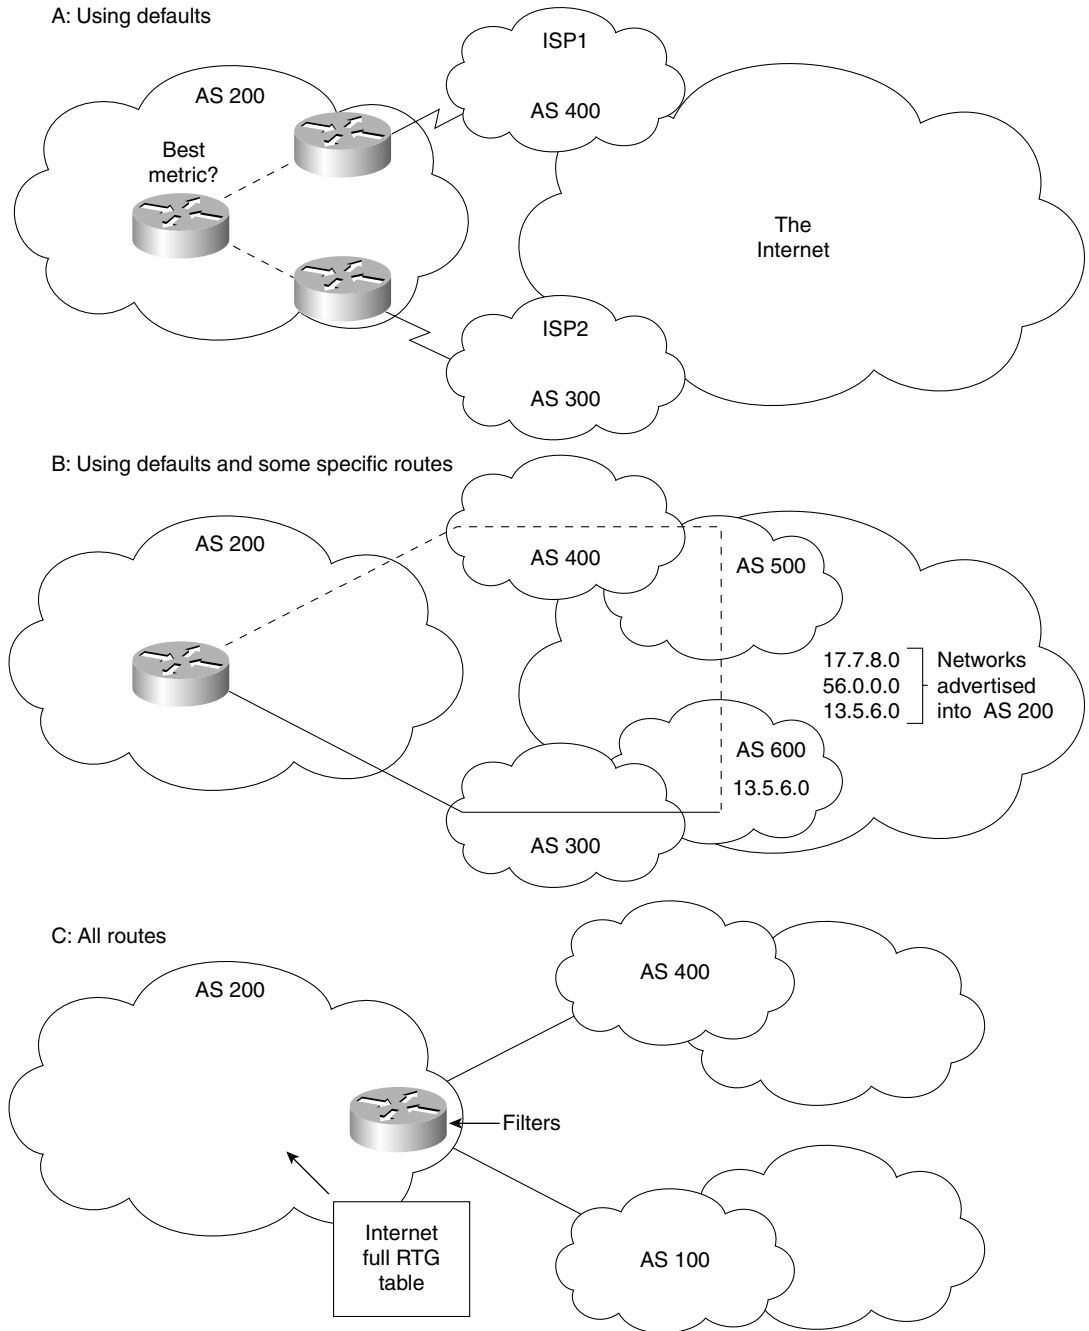 A: Using defaults
ISP1
AS 200
AS 400
Best
metric?
The
Internet
ISP2
AS 300
B: Using defaults and some specific routes
AS 200
AS 400
AS 500
17.7.8.0
56.0.0.0
13.5.6.0
Networks
advertised
into AS 200
AS 600
13.5.6.0
AS 300
C: All routes
AS 200
AS 400
Filters
Internet
full RTG
table
AS 100